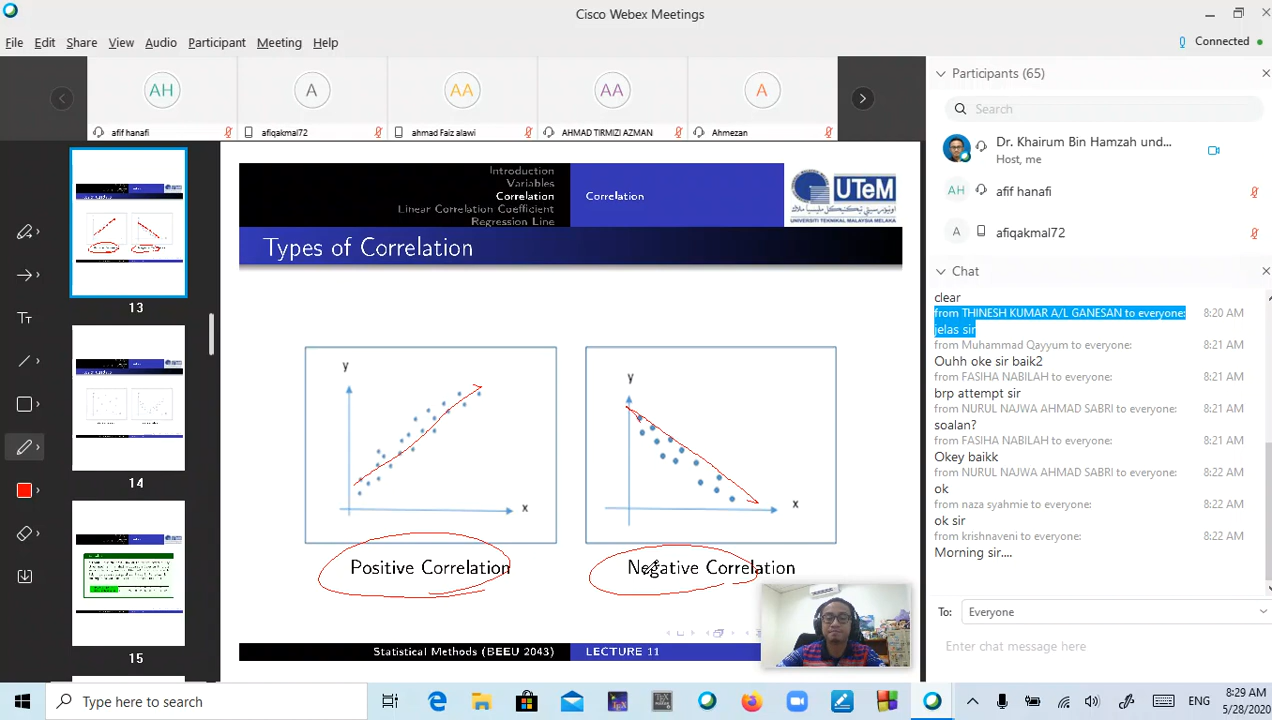 Cisco Webex Meetings
File Edit Share View Audio Participant Meeting Help
Connected
AH A AA AA A
afif hanafi afiqakmal72 ahmad Faiz alawi AHMAD TIRMIZI AZMAN Ahmezan
Participants (65)
Search
Dr. Khairum Bin Hamzah und...
Host, me
AH afif hanafi
A afiqakmal72
Chat
clear
from THINESH KUMAR A/L GANESAN to everyone: 8:20 AM
jelas sir
from Muhammad Qayyum to everyone: 8:21 AM
Ouhh oke sir baik2
from FASIHA NABILAH to everyone: 8:21 AM
brp attempt sir
from NURUL NAJWA AHMAD SABRI to everyone: 8:21 AM
soalan?
from FASIHA NABILAH to everyone: 8:21 AM
Okey baikk
from NURUL NAJWA AHMAD SABRI to everyone: 8:22 AM
ok
from naza syahmie to everyone: 8:22 AM
ok sir
from krishnaveni to everyone: 8:22 AM
Morning sir....
To: Everyone
Enter chat message here
13
14
15
Introduction
Variables
Correlation
Linear Correlation Coefficient
Regression Line
Correlation
UTeM
UNIVERSITI TEKNIKAL MALAYSIA MELAKA
Types of Correlation
y
x
y
x
Positive Correlation
Negative Correlation
Statistical Methods (BEEU 2043) LECTURE 11
Type here to search
ENG
8:29 AM
5/28/2020